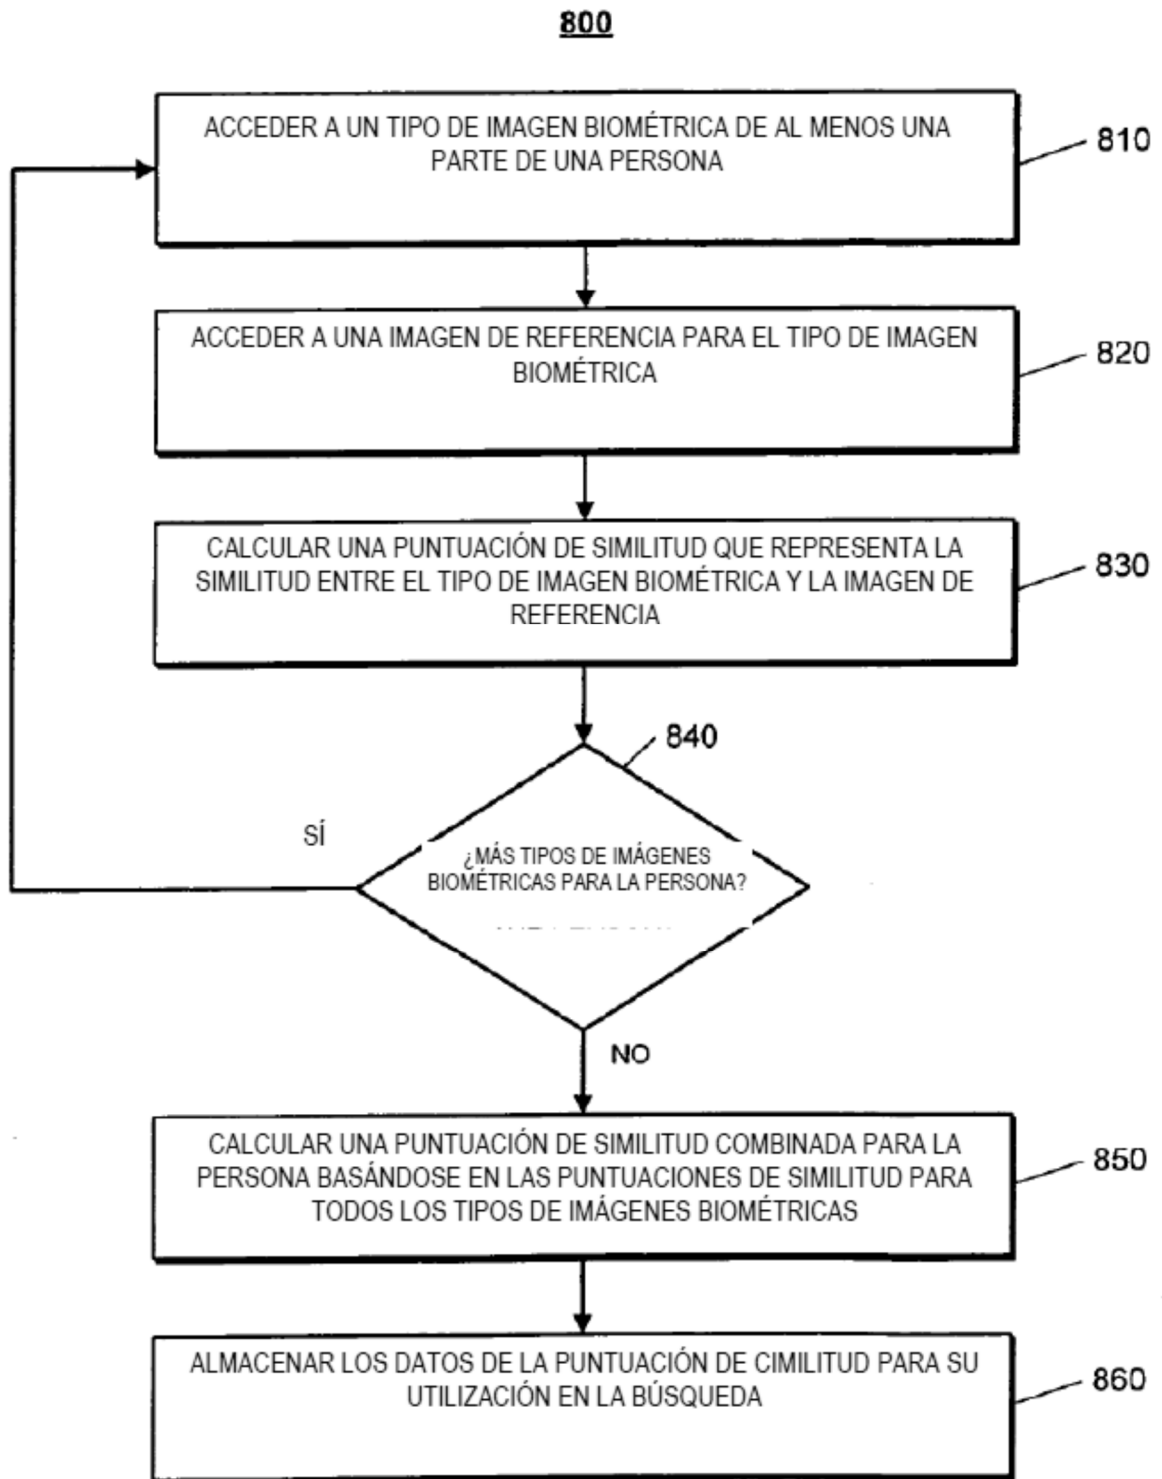 800
ACCEDER A UN TIPO DE IMAGEN BIOMÉTRICA DE AL MENOS UNA
PARTE DE UNA PERSONA
810
ACCEDER A UNA IMAGEN DE REFERENCIA PARA EL TIPO DE IMAGEN
BIOMÉTRICA
820
CALCULAR UNA PUNTUACIÓN DE SIMILITUD QUE REPRESENTA LA
SIMILITUD ENTRE EL TIPO DE IMAGEN BIOMÉTRICA Y LA IMAGEN DE
REFERENCIA
830
840
SÍ
¿MÁS TIPOS DE IMÁGENES
BIOMÉTRICAS PARA LA PERSONA?
NO
CALCULAR UNA PUNTUACIÓN DE SIMILITUD COMBINADA PARA LA
PERSONA BASÁNDOSE EN LAS PUNTUACIONES DE SIMILITUD PARA
TODOS LOS TIPOS DE IMÁGENES BIOMÉTRICAS
850
ALMACENAR LOS DATOS DE LA PUNTUACIÓN DE CIMILITUD PARA SU
UTILIZACIÓN EN LA BÚSQUEDA
860